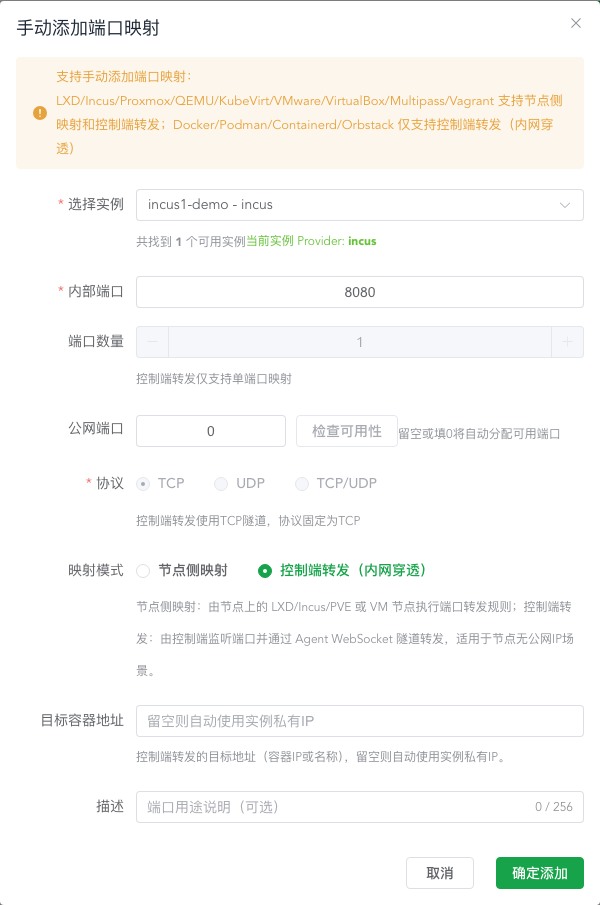 手动添加端口映射
支持手动添加端口映射：
LXD/Incus/Proxmox/QEMU/KubeVirt/VMware/VirtualBox/Multipass/Vagrant 支持节点侧
映射和控制端转发；Docker/Podman/Containerd/Orbstack 仅支持控制端转发（内网穿
透）
* 选择实例 incus1-demo - incus
共找到 1 个可用实例当前实例 Provider: incus
* 内部端口 8080
端口数量 1
控制端转发仅支持单端口映射
公网端口 0 检查可用性 留空或填0将自动分配可用端口
* 协议 TCP UDP TCP/UDP
控制端转发使用TCP隧道，协议固定为TCP
映射模式 节点侧映射 控制端转发（内网穿透）
节点侧映射：由节点上的 LXD/Incus/PVE 或 VM 节点执行端口转发规则；控制端转
发：由控制端监听端口并通过 Agent WebSocket 隧道转发，适用于节点无公网IP场
景。
目标容器地址 留空则自动使用实例私有IP
控制端转发的目标地址（容器IP或名称），留空则自动使用实例私有IP。
描述 端口用途说明（可选） 0 / 256
取消 确定添加